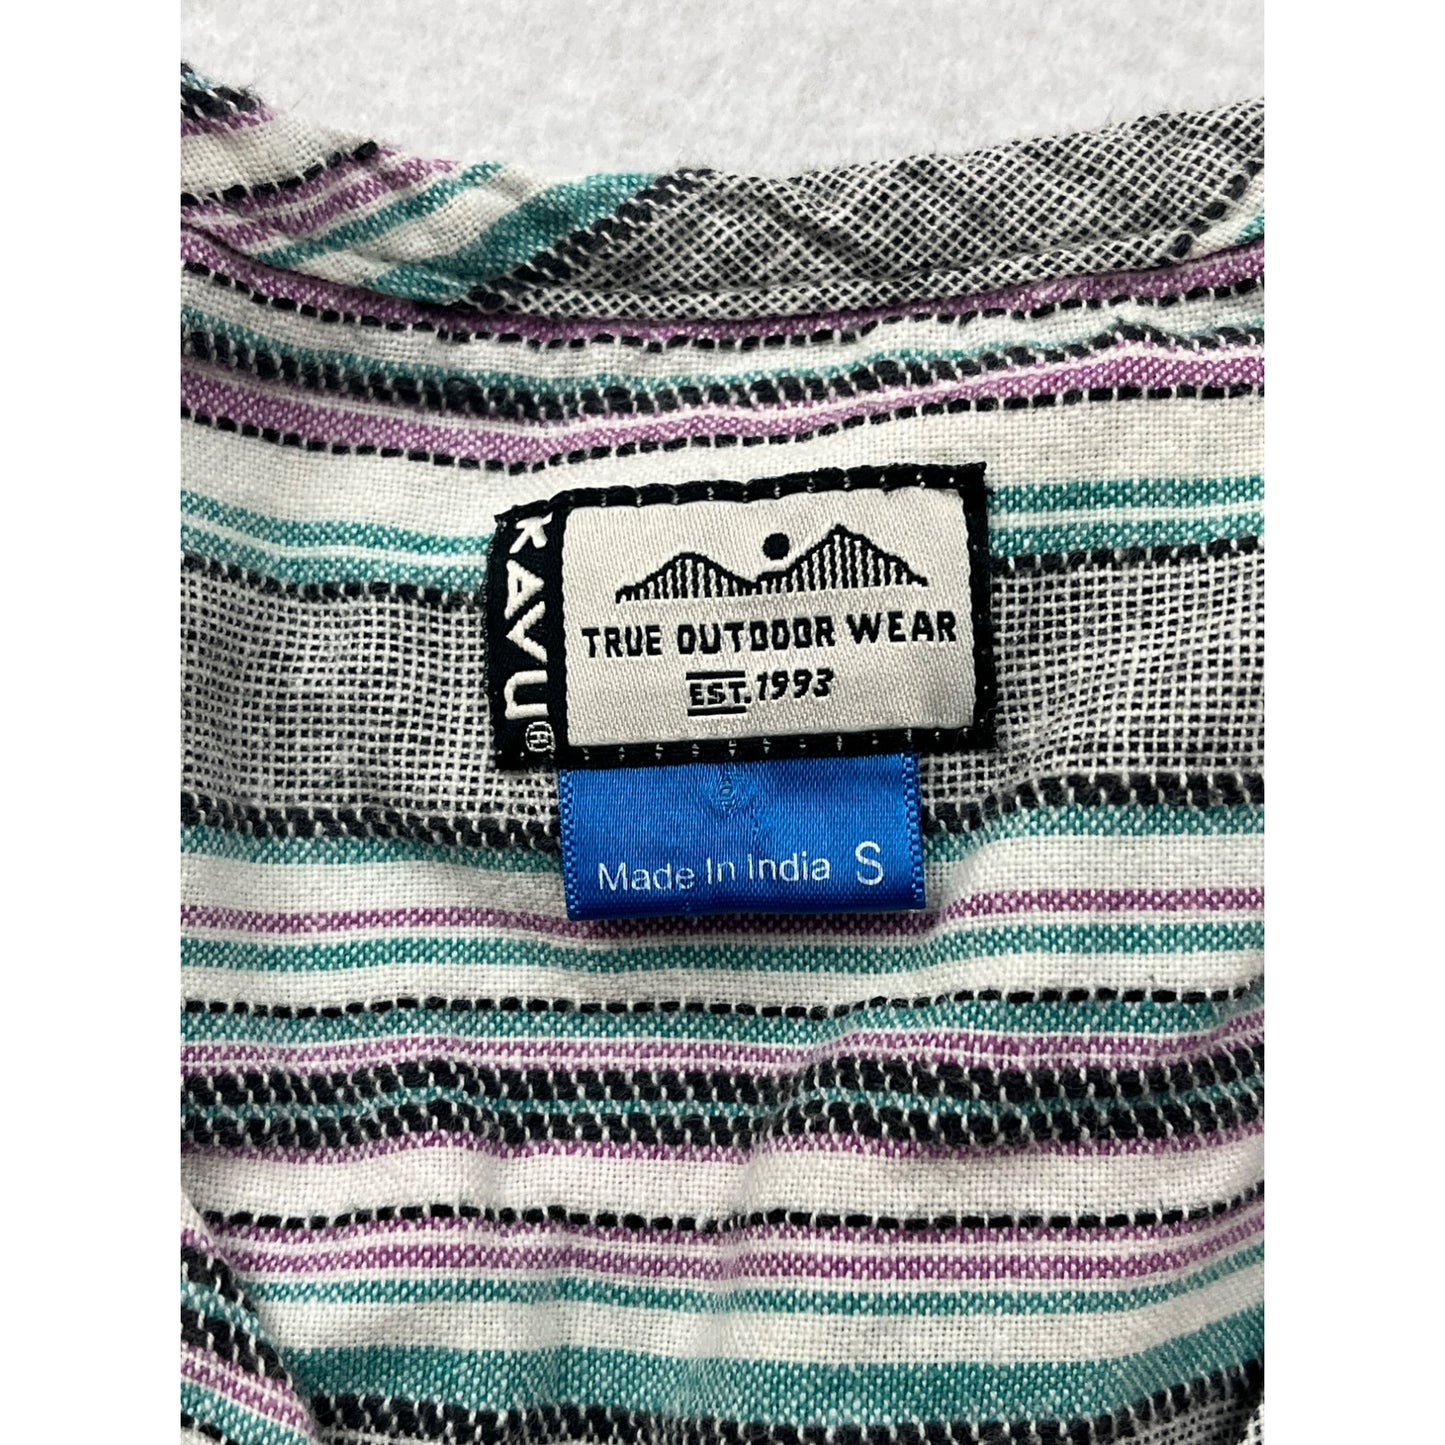 KAVU®
TRUE OUTDOOR WEAR
EST. 1993
Made In India S